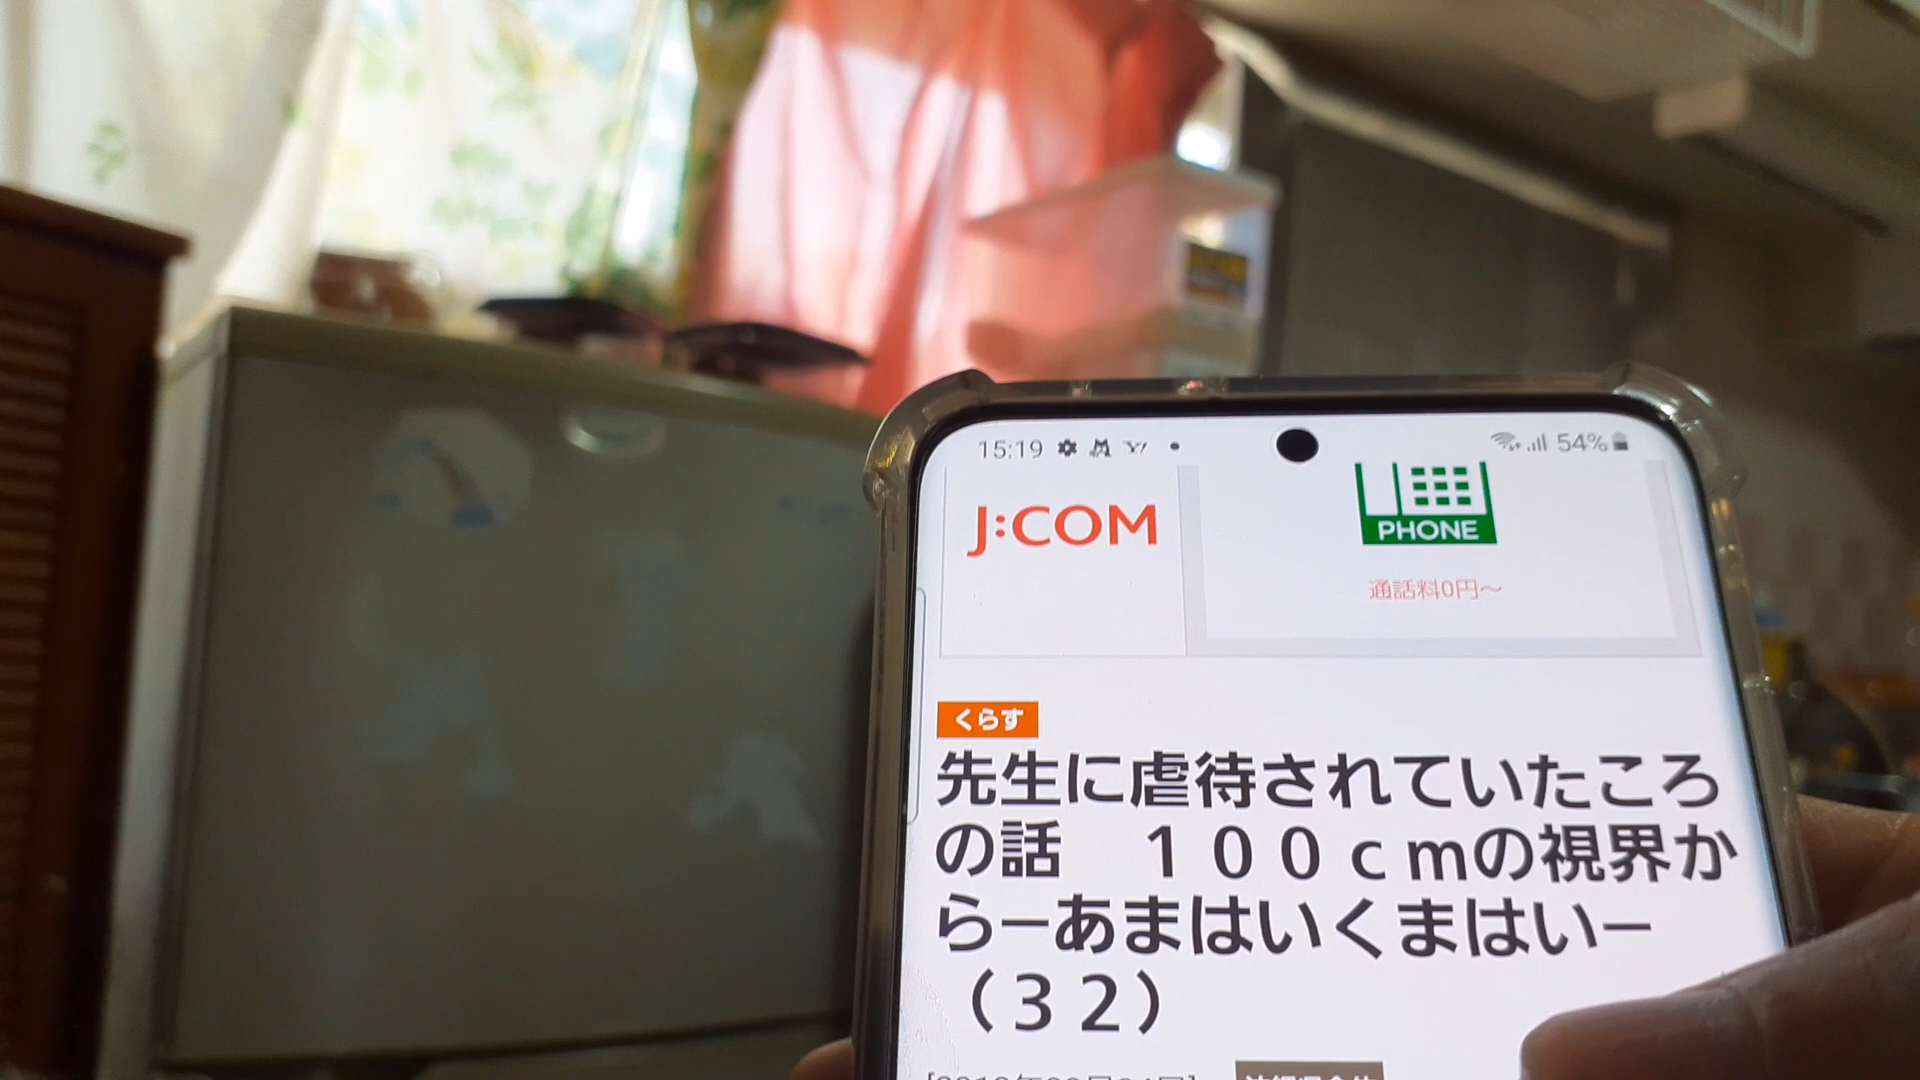 15:19
54%
J:COM
PHONE
通話料0円～
くらす
先生に虐待されていたころ
の話　１００ｃｍの視界か
らーあまはいくまはいー
（３２）